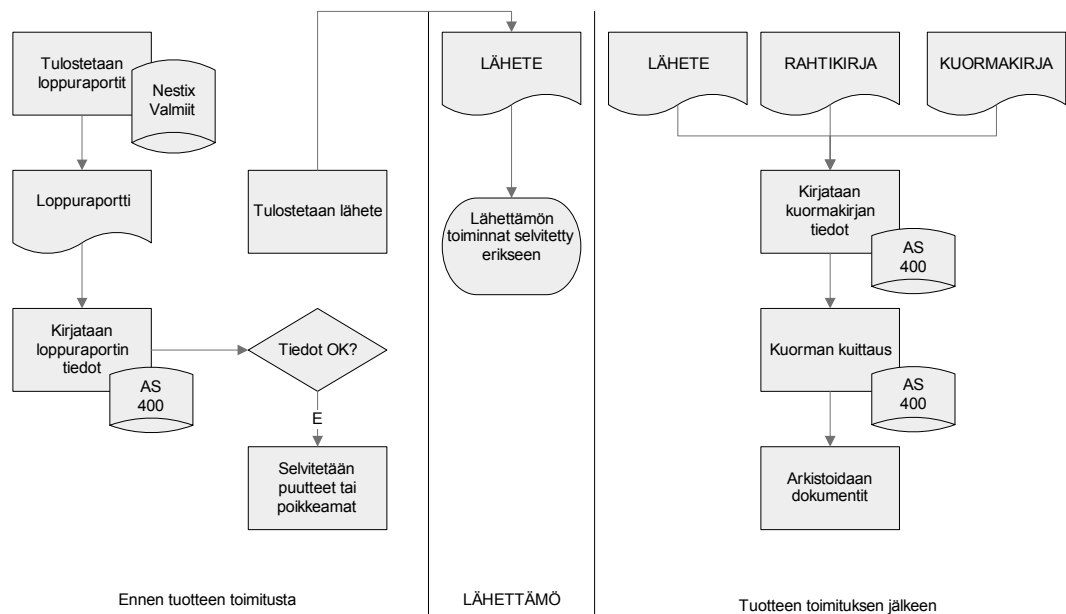 Tulostetaan
loppuraportit
Nestix
Valmiit
Loppuraportti
Kirjataan
loppuraportin
tiedot
AS
400
Tulostetaan lähete
Tiedot OK?
E
Selvitetään
puutteet tai
poikkeamat
Ennen tuotteen toimitusta
LÄHETE
Lähettämön
toiminnat selvitetty
erikseen
LÄHETTÄMÖ
LÄHETE
RAHTIKIRJA
KUORMAKIRJA
Kirjataan
kuormakirjan
tiedot
AS
400
Kuorman kuittaus
AS
400
Arkistoidaan
dokumentit
Tuotteen toimituksen jälkeen